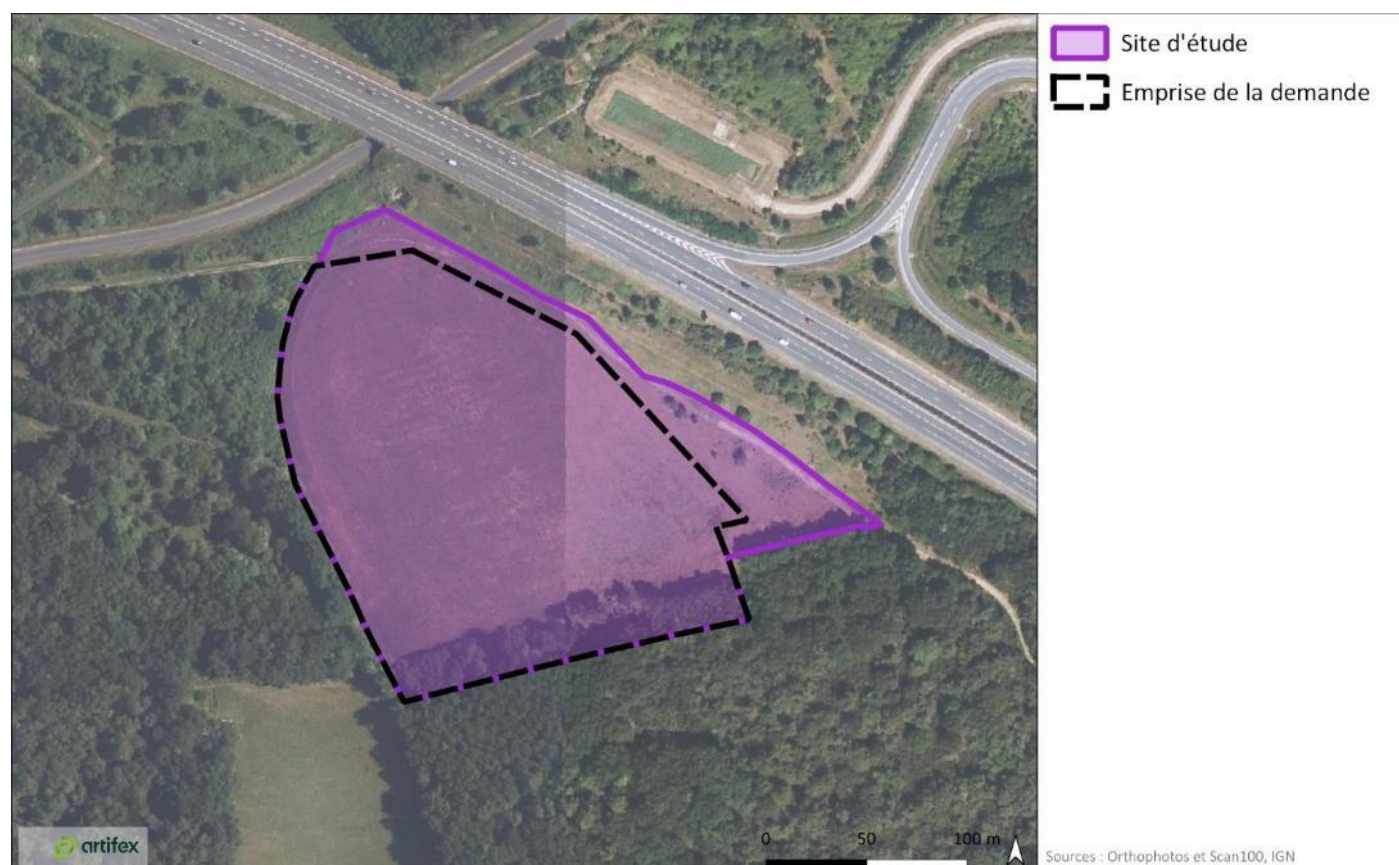 Site d'étude
Emprise de la demande
artifex
0 50 100 m
Sources : Orthophotos et Scan100, IGN